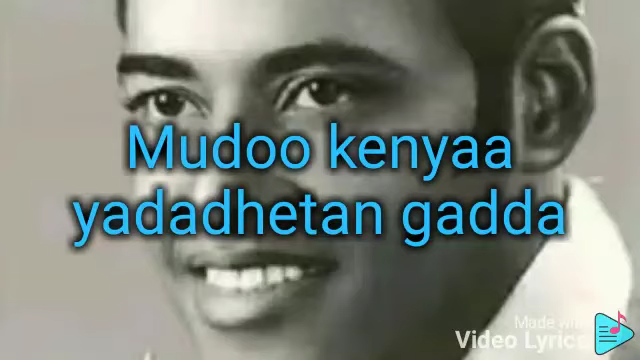 Mudoo kenyaa
yadadhetan gadda
Made with
Video Lyrics